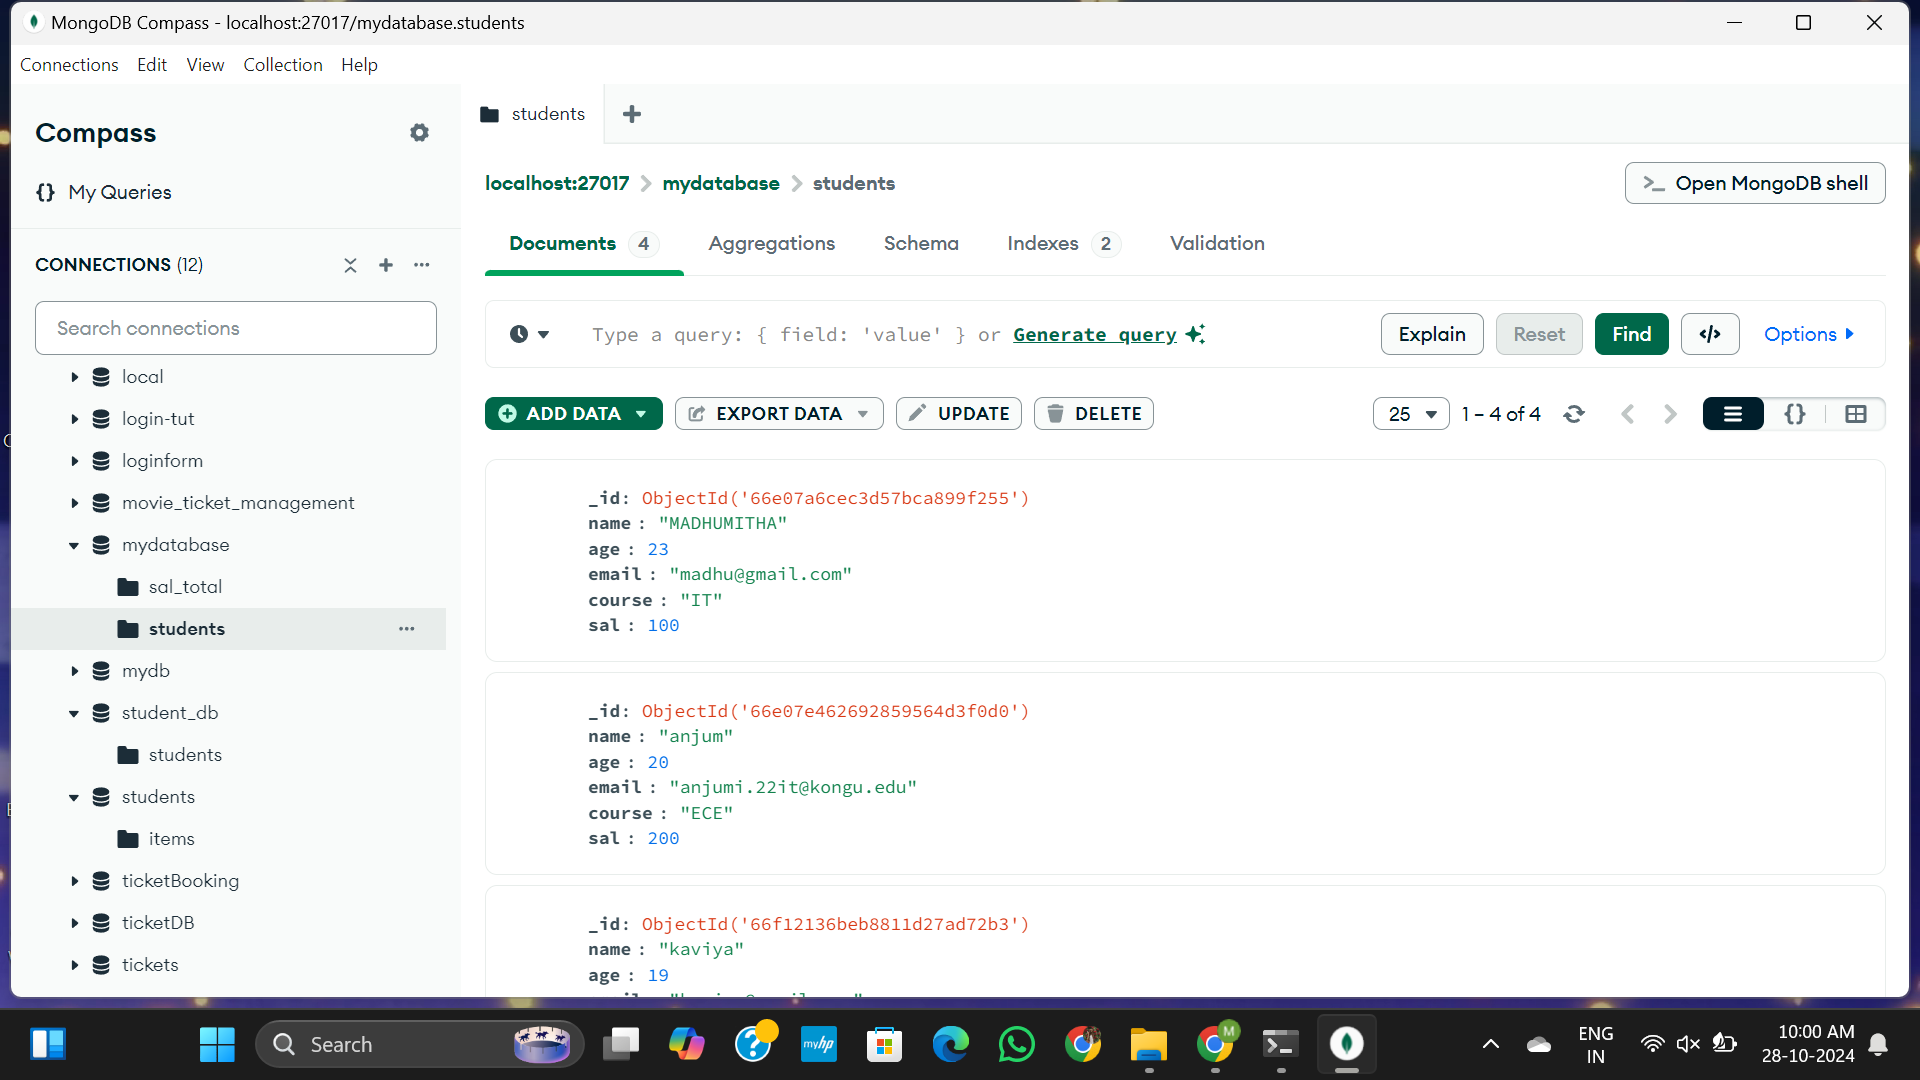 MongoDB Compass - localhost:27017/mydatabase.students
Connections Edit View Collection Help
Compass
{} My Queries
CONNECTIONS (12)
Search connections
local
login-tut
loginform
movie_ticket_management
mydatabase
sal_total
students
mydb
student_db
students
students
items
ticketBooking
ticketDB
tickets
students
localhost:27017 > mydatabase > students
>_ Open MongoDB shell
Documents 4 Aggregations Schema Indexes 2 Validation
Type a query: { field: 'value' } or Generate query
Explain Reset Find </> Options
ADD DATA EXPORT DATA UPDATE DELETE
25 1 – 4 of 4 {}
_id: ObjectId('66e07a6cec3d57bca899f255')
name : "MADHUMITHA"
age : 23
email : "madhu@gmail.com"
course : "IT"
sal : 100
_id: ObjectId('66e07e462692859564d3f0d0')
name : "anjum"
age : 20
email : "anjumi.22it@kongu.edu"
course : "ECE"
sal : 200
_id: ObjectId('66f12136beb8811d27ad72b3')
name : "kaviya"
age : 19
Search
myhp
M
ENG
IN
10:00 AM
28-10-2024